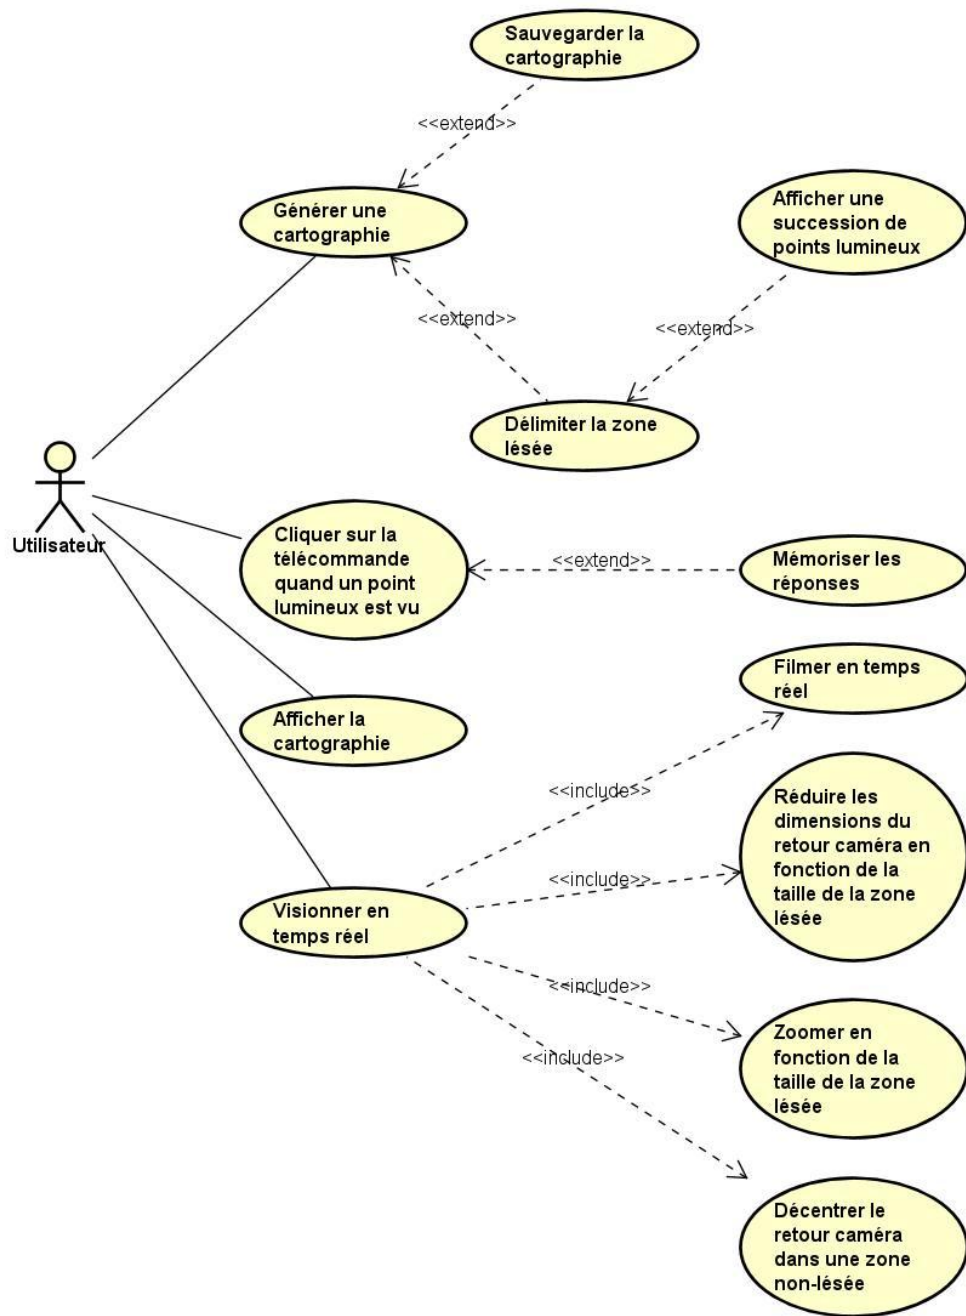 Sauvegarder la
cartographie
<<extend>>
Générer une
cartographie
Afficher une
succession de
points lumineux
<<extend>>
<<extend>>
Délimiter la zone
lésée
Utilisateur
Cliquer sur la
télécommande
quand un point
lumineux est vu
<<extend>>
Mémoriser les
réponses
Filmer en temps
réel
Afficher la
cartographie
<<include>>
Réduire les
dimensions du
retour caméra en
fonction de la
taille de la zone
lésée
<<include>>
Visionner en
temps réel
<<include>>
Zoomer en
fonction de la
taille de la zone
lésée
<<include>>
Décentrer le
retour caméra
dans une zone
non-lésée